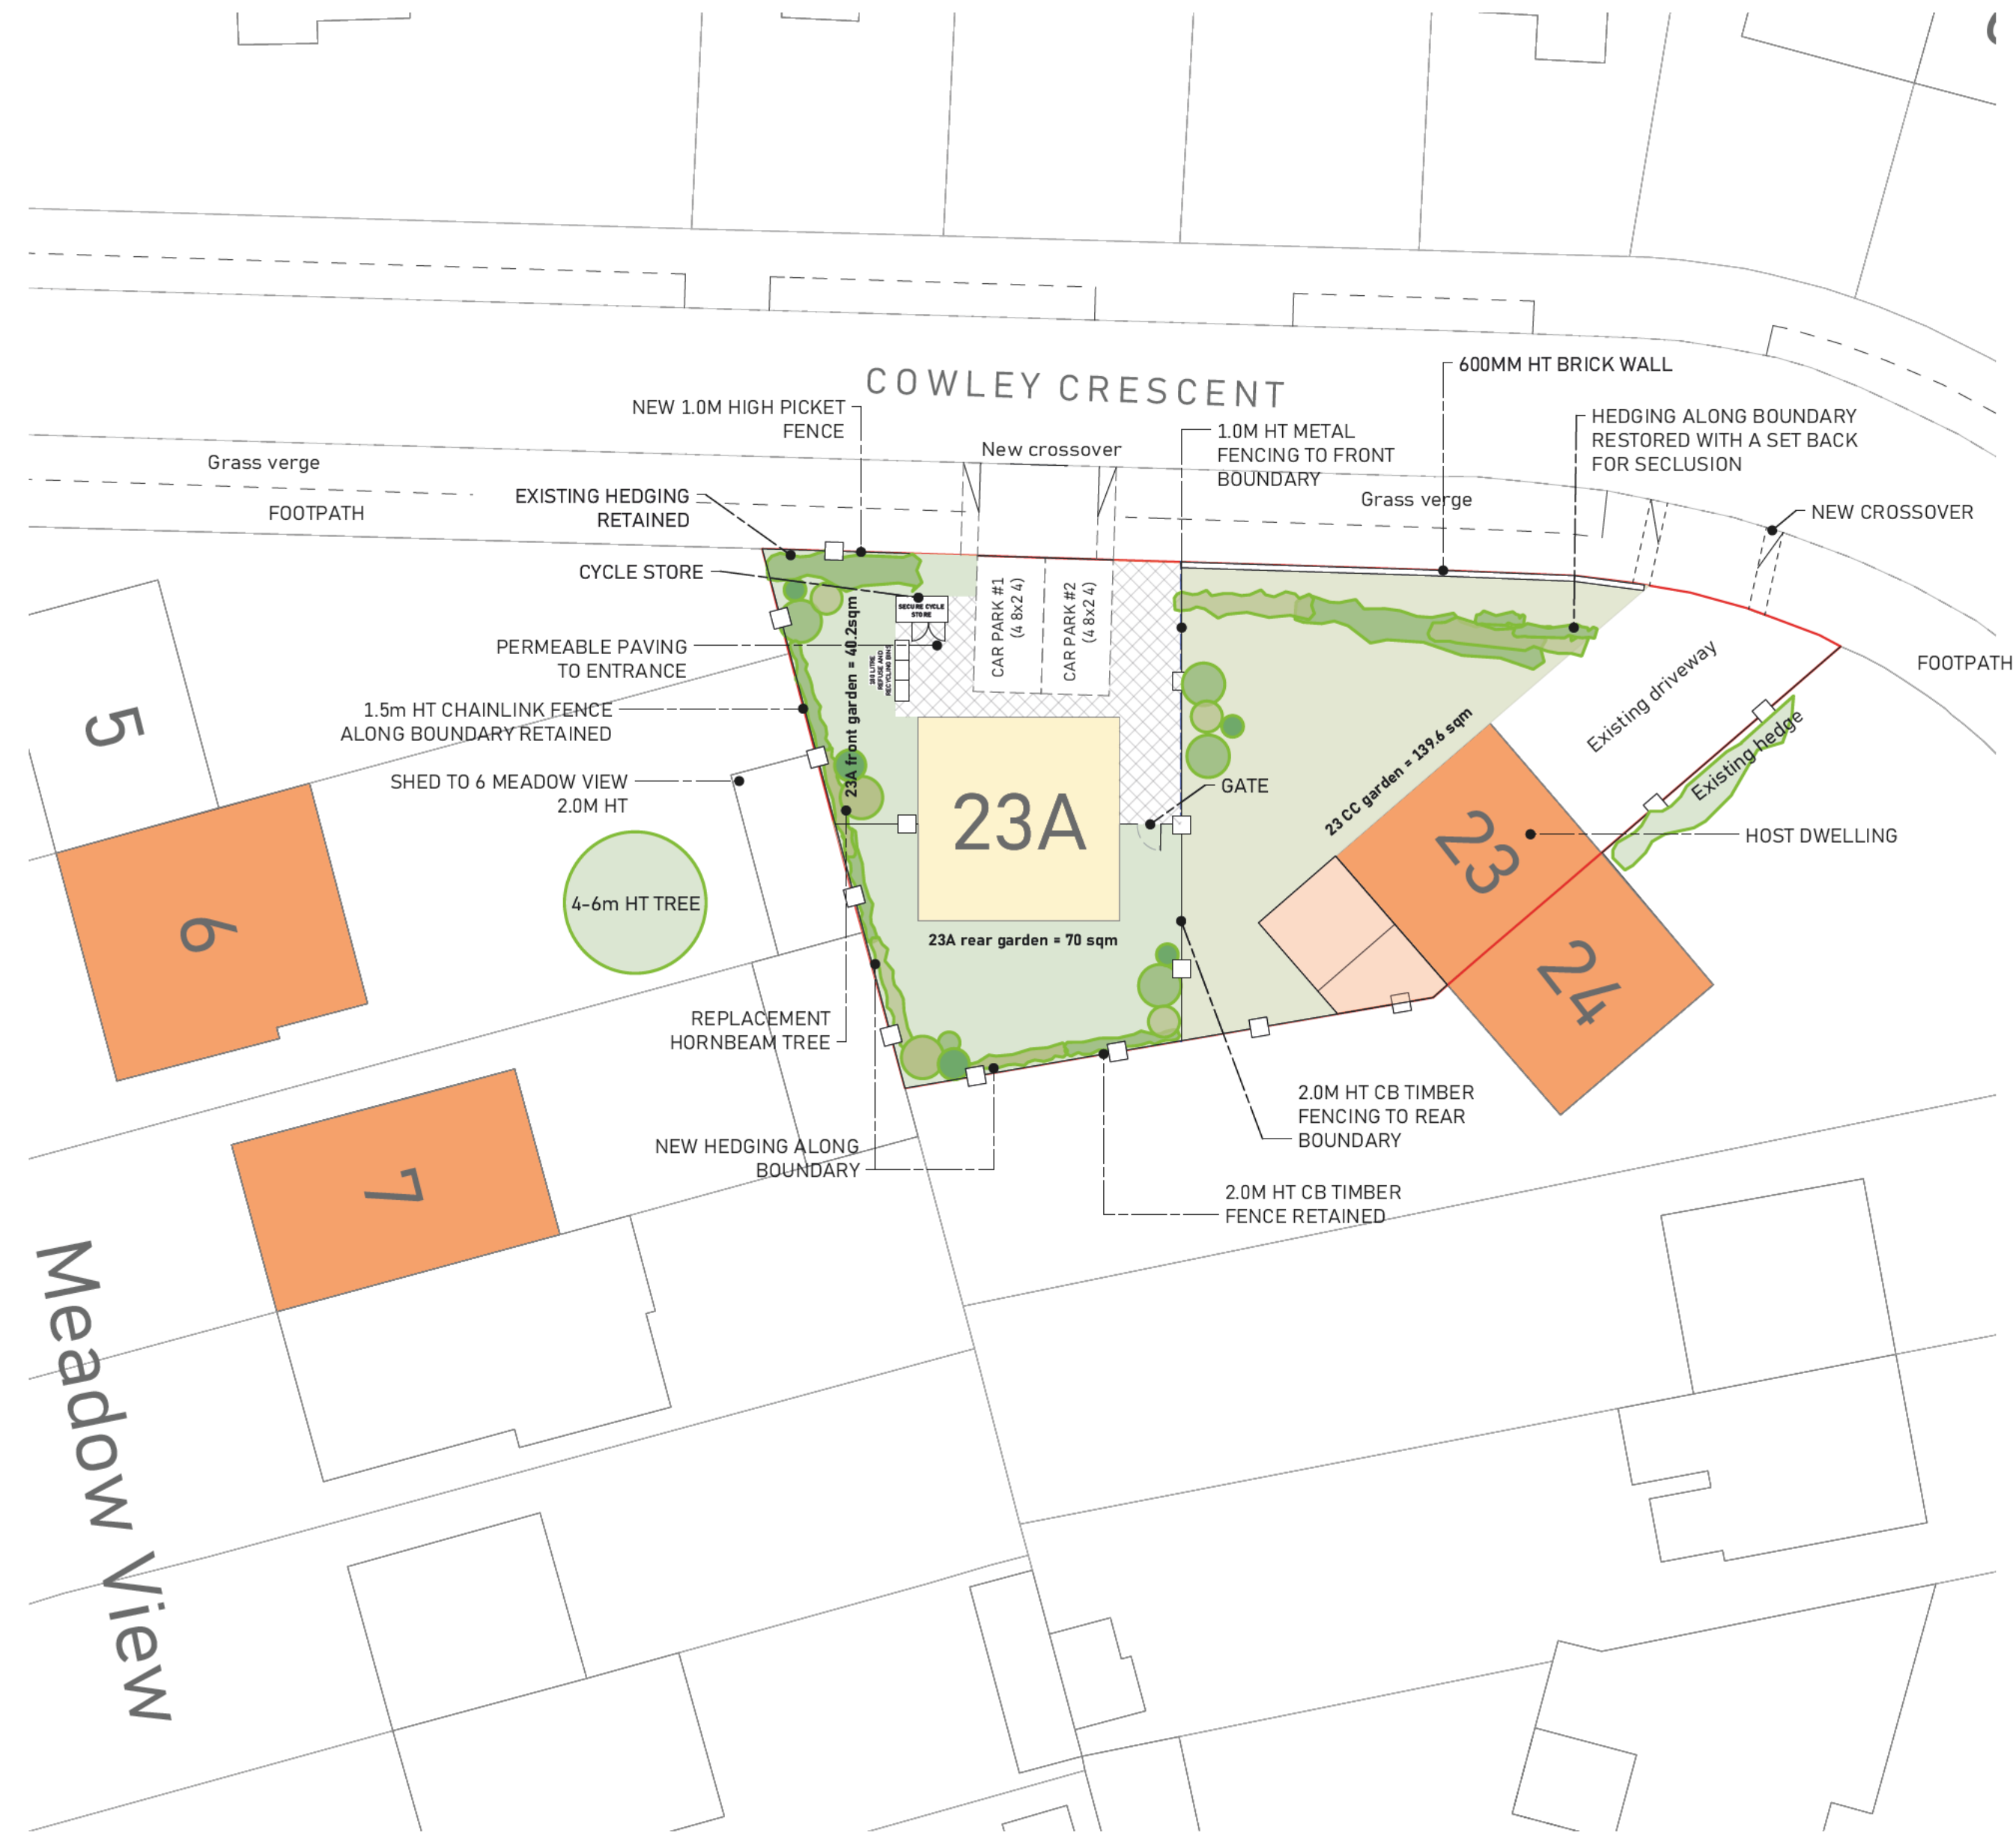 COWLEY CRESCENT
600MM HT BRICK WALL
NEW 1.0M HIGH PICKET
FENCE
HEDGING ALONG BOUNDARY
RESTORED WITH A SET BACK
FOR SECLUSION
1.0M HT METAL
FENCING TO FRONT
BOUNDARY
New crossover
Grass verge
Grass verge
EXISTING HEDGING
RETAINED
FOOTPATH
NEW CROSSOVER
CYCLE STORE
SECURE CYCLE
STORE
CAR PARK #1
(4 8x2 4)
CAR PARK #2
(4 8x2 4)
PERMEABLE PAVING
TO ENTRANCE
180 LITRE
REFUSE AND
RECYCLING BINS
23A front garden = 40.2sqm
FOOTPATH
Existing driveway
Existing hedge
1.5m HT CHAINLINK FENCE
ALONG BOUNDARY RETAINED
5
SHED TO 6 MEADOW VIEW
2.0M HT
GATE
23 CC garden = 139.6 sqm
23A
23
HOST DWELLING
4-6m HT TREE
6
23A rear garden = 70 sqm
24
REPLACEMENT
HORNBEAM TREE
2.0M HT CB TIMBER
FENCING TO REAR
BOUNDARY
NEW HEDGING ALONG
BOUNDARY
7
2.0M HT CB TIMBER
FENCE RETAINED
Meadow View